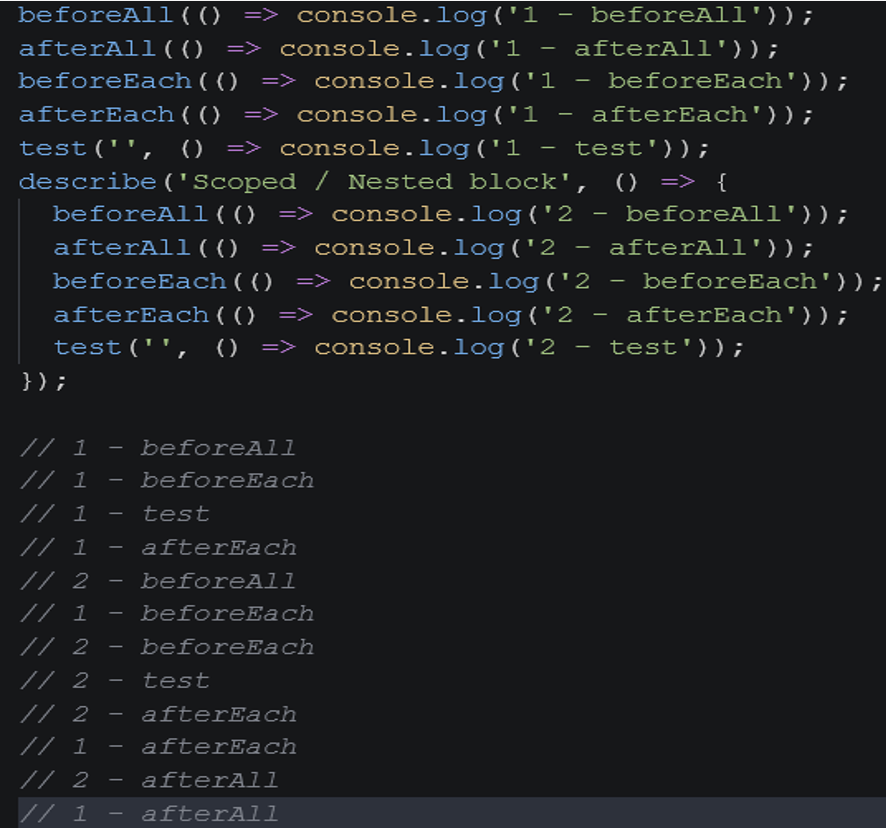 beforeAll(() => console.log('1 - beforeAll'));
afterAll(() => console.log('1 - afterAll'));
beforeEach(() => console.log('1 - beforeEach'));
afterEach(() => console.log('1 - afterEach'));
test('', () => console.log('1 - test'));
describe('Scoped / Nested block', () => {
  beforeAll(() => console.log('2 - beforeAll'));
  afterAll(() => console.log('2 - afterAll'));
  beforeEach(() => console.log('2 - beforeEach'));
  afterEach(() => console.log('2 - afterEach'));
  test('', () => console.log('2 - test'));
});

// 1 - beforeAll
// 1 - beforeEach
// 1 - test
// 1 - afterEach
// 2 - beforeAll
// 1 - beforeEach
// 2 - beforeEach
// 2 - test
// 2 - afterEach
// 1 - afterEach
// 2 - afterAll
// 1 - afterAll